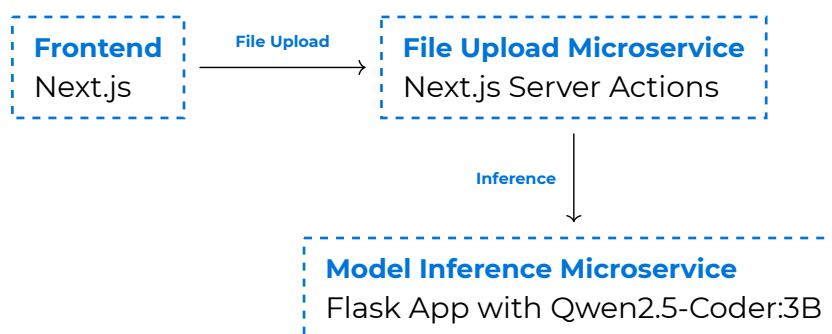 Frontend
Next.js
File Upload
File Upload Microservice
Next.js Server Actions
Inference
Model Inference Microservice
Flask App with Qwen2.5-Coder:3B